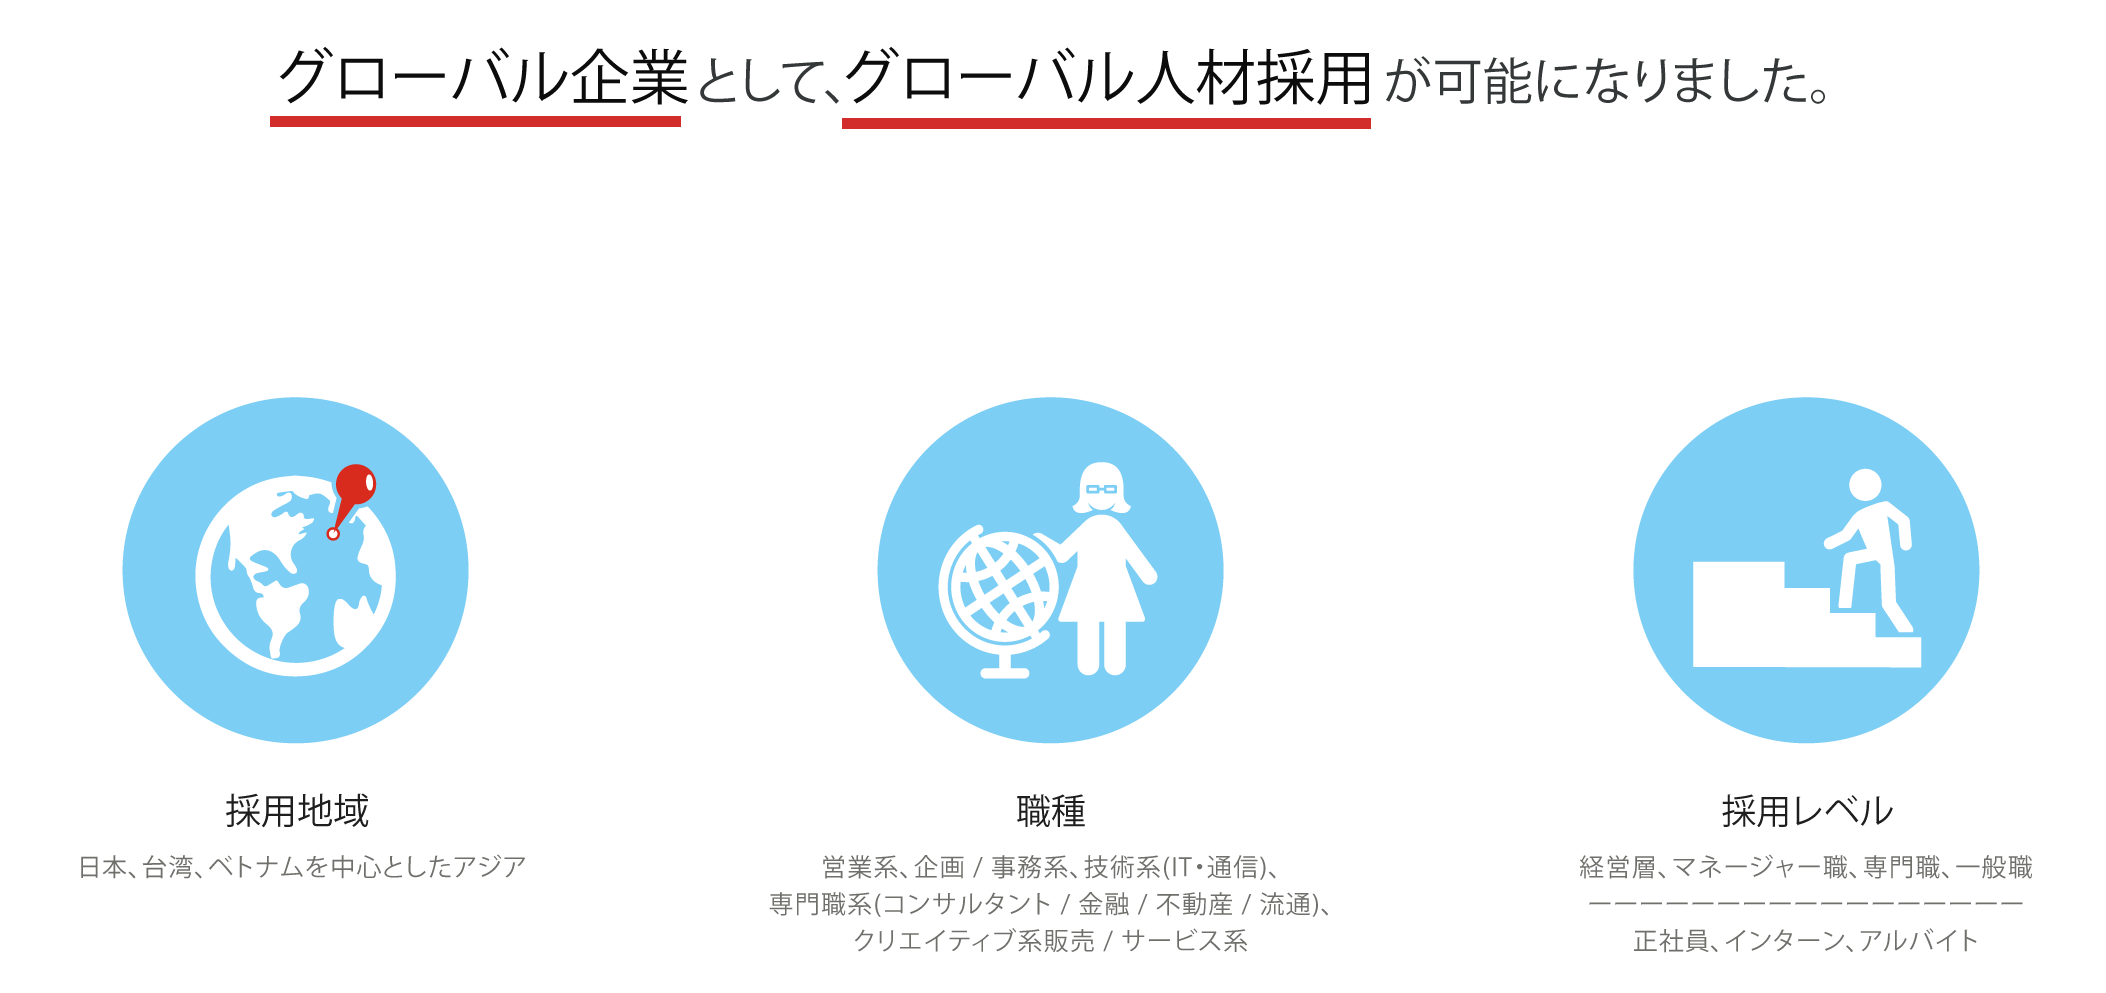 グローバル企業として、グローバル人材採用が可能になりました。
採用地域
日本、台湾、ベトナムを中心としたアジア
職種
営業系、企画 / 事務系、技術系(IT・通信)、
専門職系(コンサルタント / 金融 / 不動産 / 流通)、
クリエイティブ系販売 / サービス系
採用レベル
経営層、マネージャー職、専門職、一般職
ーーーーーーーーーーーーーーーーー
正社員、インターン、アルバイト